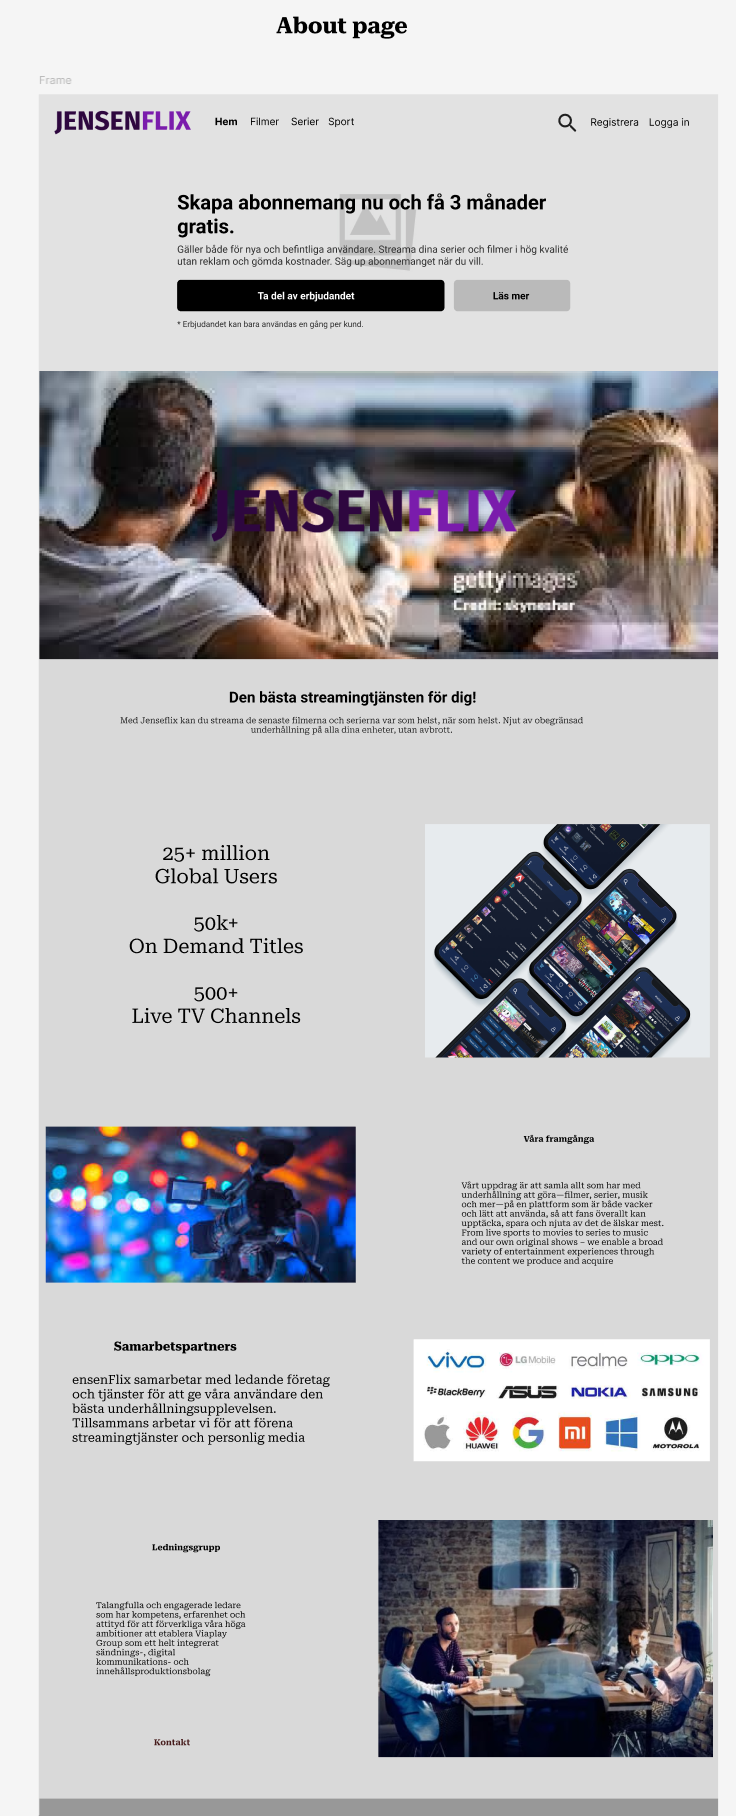 About page
Frame
JENSENFLIX
Hem Filmer Serier Sport
Registrera Logga in
Skapa abonnemang nu och få 3 månader
gratis.
Gäller både för nya och befintliga användare. Streama dina serier och filmer i hög kvalité
utan reklam och gömda kostnader. Säg up abonnemanget när du vill.
Ta del av erbjudandet
Läs mer
* Erbjudandet kan bara användas en gång per kund.
JENSENFLIX
gettyimages
Credit: skynesher
Den bästa streamingtjänsten för dig!
Med Jenseflix kan du streama de senaste filmerna och serierna var som helst, när som helst. Njut av obegränsad
underhållning på alla dina enheter, utan avbrott.
25+ million
Global Users
50k+
On Demand Titles
500+
Live TV Channels
Våra framgånga
Vårt uppdrag är att samla allt som har med
underhållning att göra—filmer, serier, musik
och mer—på en plattform som är både vacker
och lätt att använda, så att fans överallt kan
upptäcka, spara och njuta av det de älskar mest.
From live sports to movies to series to music
and our own original shows – we enable a broad
variety of entertainment experiences through
the content we produce and acquire
Samarbetspartners
ensenFlix samarbetar med ledande företag
och tjänster för att ge våra användare den
bästa underhållningsupplevelsen.
Tillsammans arbetar vi för att förena
streamingtjänster och personlig media
vivo LG Mobile realme oppo
BlackBerry ASUS NOKIA SAMSUNG
HUAWEI G mi MOTOROLA
Ledningsgrupp
Talangfulla och engagerade ledare
som har kompetens, erfarenhet och
attityd för att förverkliga våra höga
ambitioner att etablera Viaplay
Group som ett helt integrerat
sändnings-, digital
kommunikations- och
innehållsproduktionsbolag
Kontakt